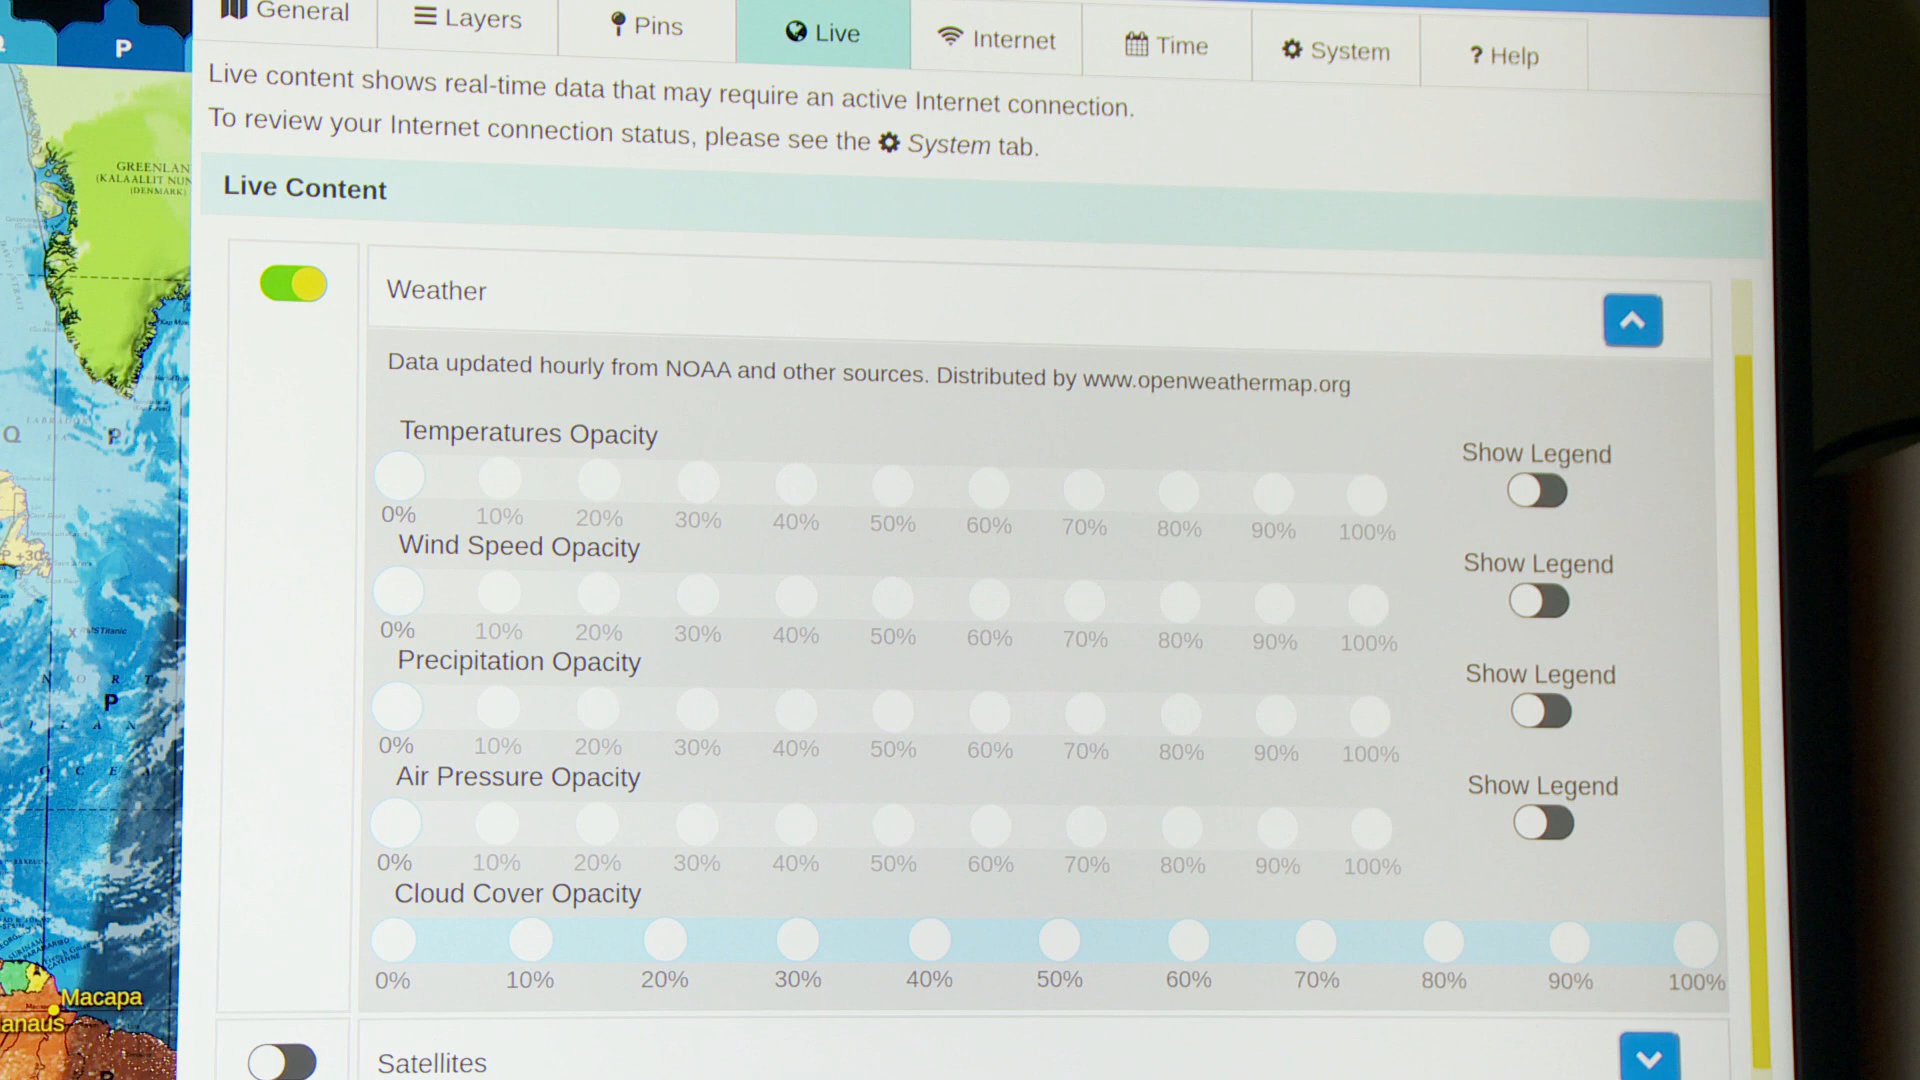 General
Layers
Pins
Live
Internet
Time
System
? Help
Live content shows real-time data that may require an active Internet connection.
To review your Internet connection status, please see the System tab.
Live Content
Weather
Data updated hourly from NOAA and other sources. Distributed by www.openweathermap.org
Temperatures Opacity
Show Legend
0% 10% 20% 30% 40% 50% 60% 70% 80% 90% 100%
Wind Speed Opacity
Show Legend
0% 10% 20% 30% 40% 50% 60% 70% 80% 90% 100%
Precipitation Opacity
Show Legend
0% 10% 20% 30% 40% 50% 60% 70% 80% 90% 100%
Air Pressure Opacity
Show Legend
0% 10% 20% 30% 40% 50% 60% 70% 80% 90% 100%
Cloud Cover Opacity
0% 10% 20% 30% 40% 50% 60% 70% 80% 90% 100%
Satellites
P
GREENLAN
(KALAALLIT NUN
(DENMARK)
Q P
P +30
RMS Titanic
N O R T
P
O C E A
Macapa
anaus